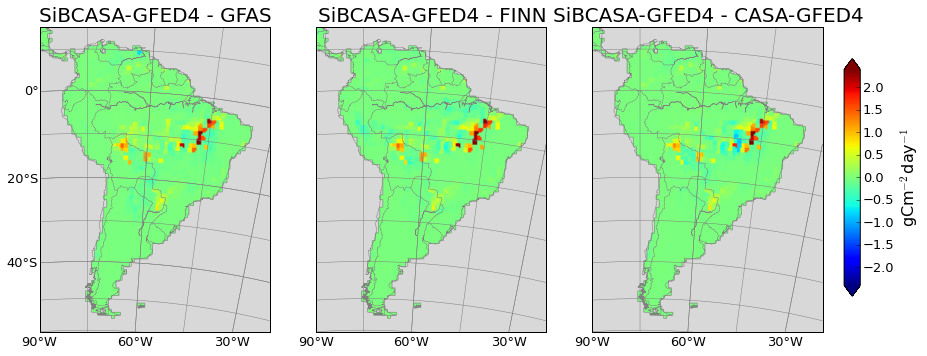 SiBCASA-GFED4 - GFAS
SiBCASA-GFED4 - FINN
SiBCASA-GFED4 - CASA-GFED4
0°
20°S
40°S
90°W
60°W
30°W
90°W
60°W
30°W
90°W
60°W
30°W
2.0
1.5
1.0
0.5
0.0
−0.5
−1.0
−1.5
−2.0
gCm⁻² day⁻¹